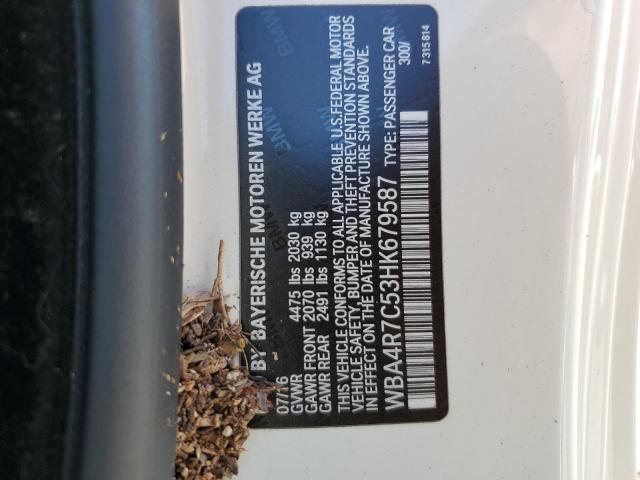 BY BAYERISCHE MOTOREN WERKE AG
07/16
GVWR 4475 lbs 2030 kg
GAWR FRONT 2070 lbs 939 kg
GAWR REAR 2491 lbs 1130 kg
THIS VEHICLE CONFORMS TO ALL APPLICABLE U.S.FEDERAL MOTOR
VEHICLE SAFETY, BUMPER AND THEFT PREVENTION STANDARDS
IN EFFECT ON THE DATE OF MANUFACTURE SHOWN ABOVE.
WBA4R7C53HK679587 TYPE: PASSENGER CAR
300/
7 315 814